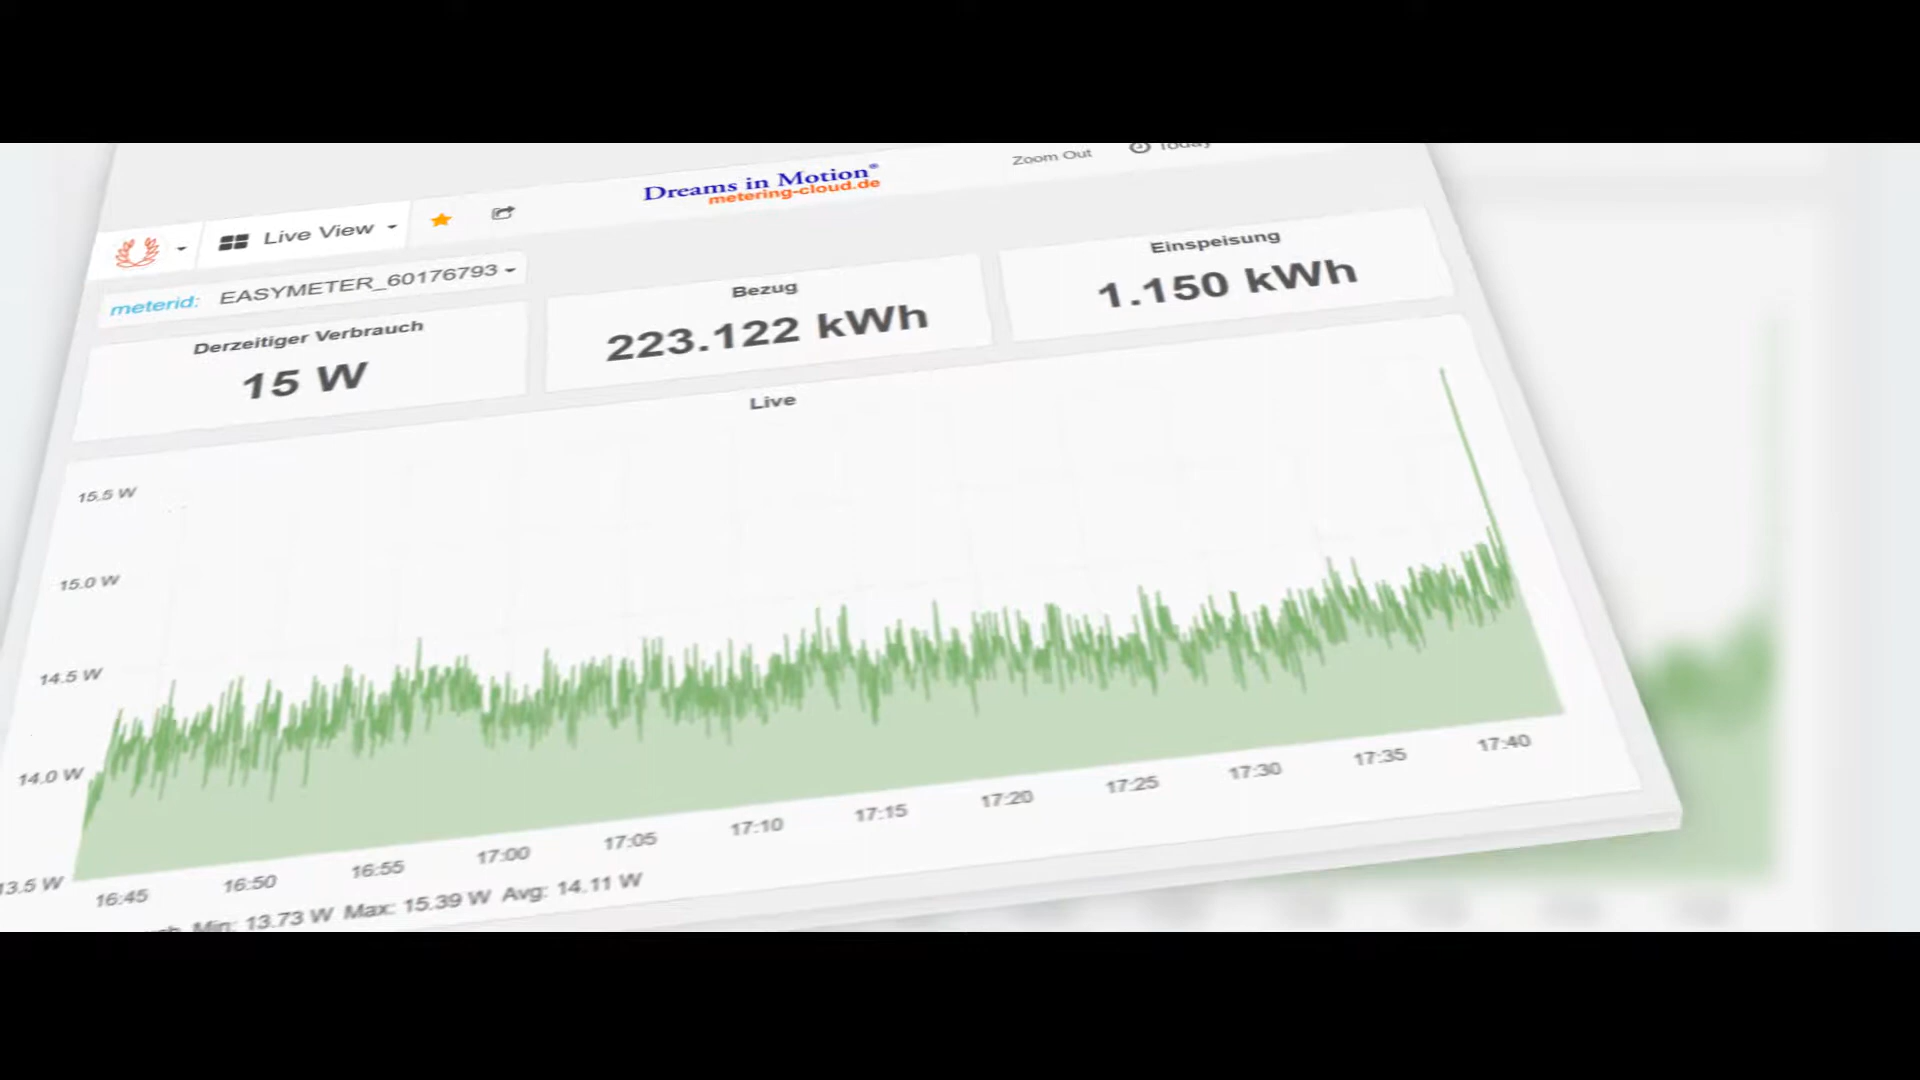 Dreams in Motion®
metering-cloud.de
Zoom Out
Today
Live View
meterid: EASYMETER_60176793
Derzeitiger Verbrauch
15 W
Bezug
223.122 kWh
Einspeisung
1.150 kWh
Live
15.5 W
15.0 W
14.5 W
14.0 W
13.5 W
16:45
16:50
16:55
17:00
17:05
17:10
17:15
17:20
17:25
17:30
17:35
17:40
Min: 13.73 W Max: 15.39 W Avg: 14.11 W